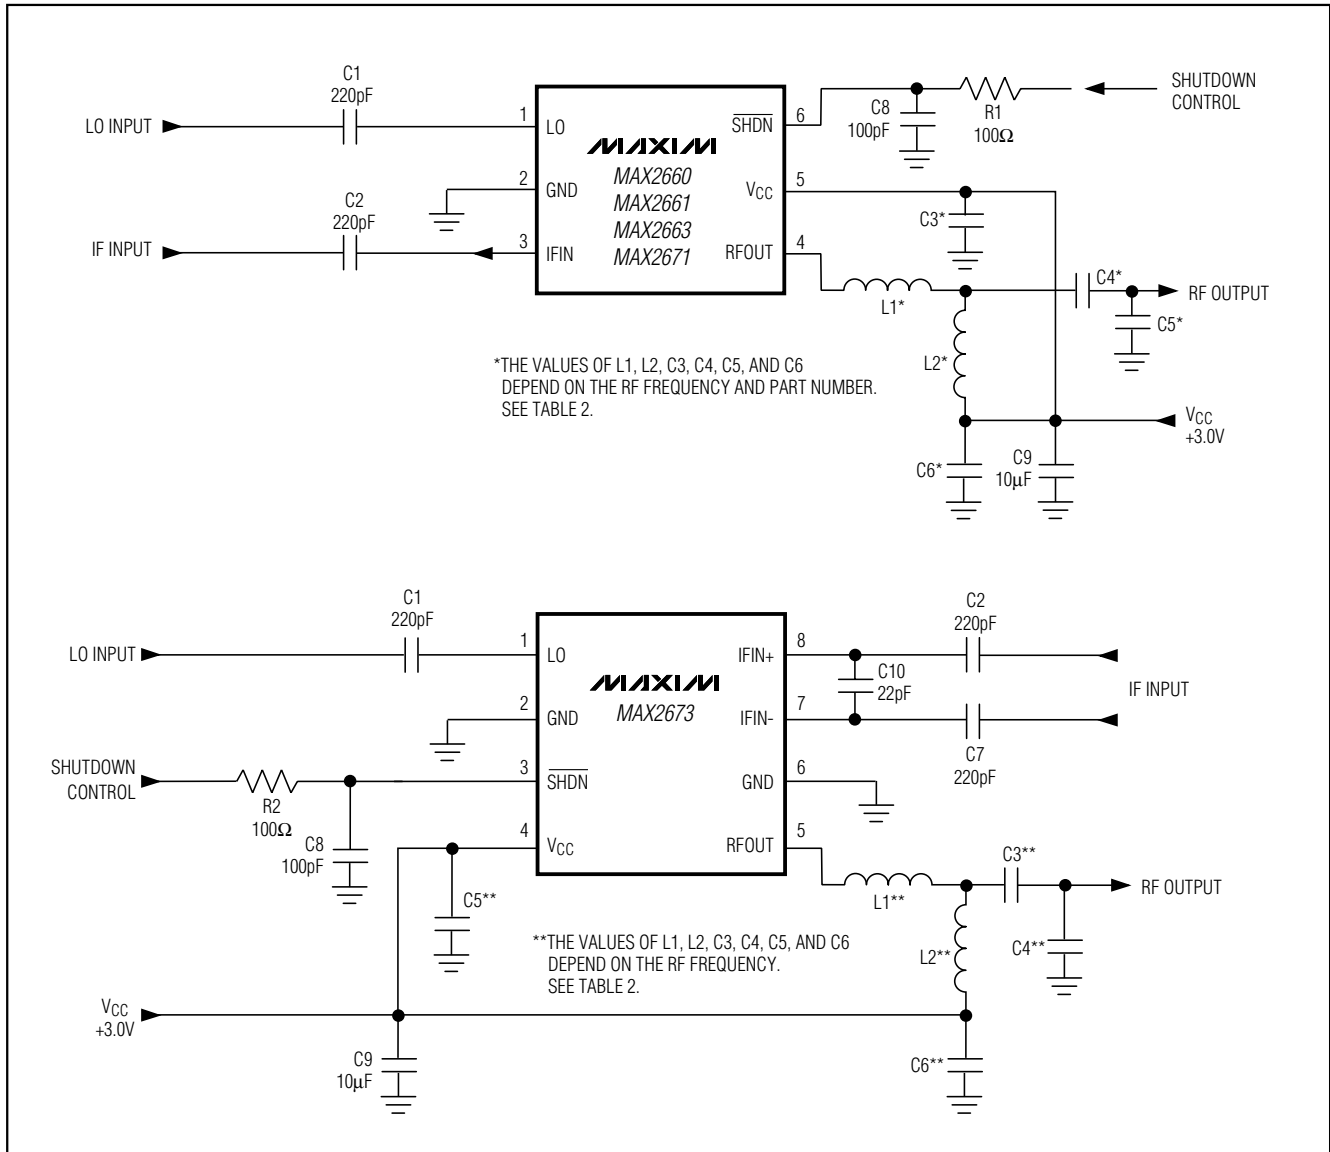 C1
220pF
LO INPUT
1
LO
2
GND
C2
220pF
IF INPUT
3
IFIN
MAXIM
MAX2660
MAX2661
MAX2663
MAX2671
SHDN
6
C8
100pF
R1
100Ω
SHUTDOWN
CONTROL
VCC
5
C3*
RFOUT
4
L1*
C4*
RF OUTPUT
C5*
L2*
*THE VALUES OF L1, L2, C3, C4, C5, AND C6
DEPEND ON THE RF FREQUENCY AND PART NUMBER.
SEE TABLE 2.
VCC
+3.0V
C6*
C9
10µF
C1
220pF
LO INPUT
1
LO
2
GND
SHUTDOWN
CONTROL
R2
100Ω
3
SHDN
C8
100pF
4
VCC
C5**
MAXIM
MAX2673
IFIN+
8
C2
220pF
C10
22pF
IF INPUT
IFIN-
7
C7
220pF
GND
6
RFOUT
5
L1**
C3**
RF OUTPUT
L2**
C4**
**THE VALUES OF L1, L2, C3, C4, C5, AND C6
DEPEND ON THE RF FREQUENCY.
SEE TABLE 2.
VCC
+3.0V
C9
10µF
C6**